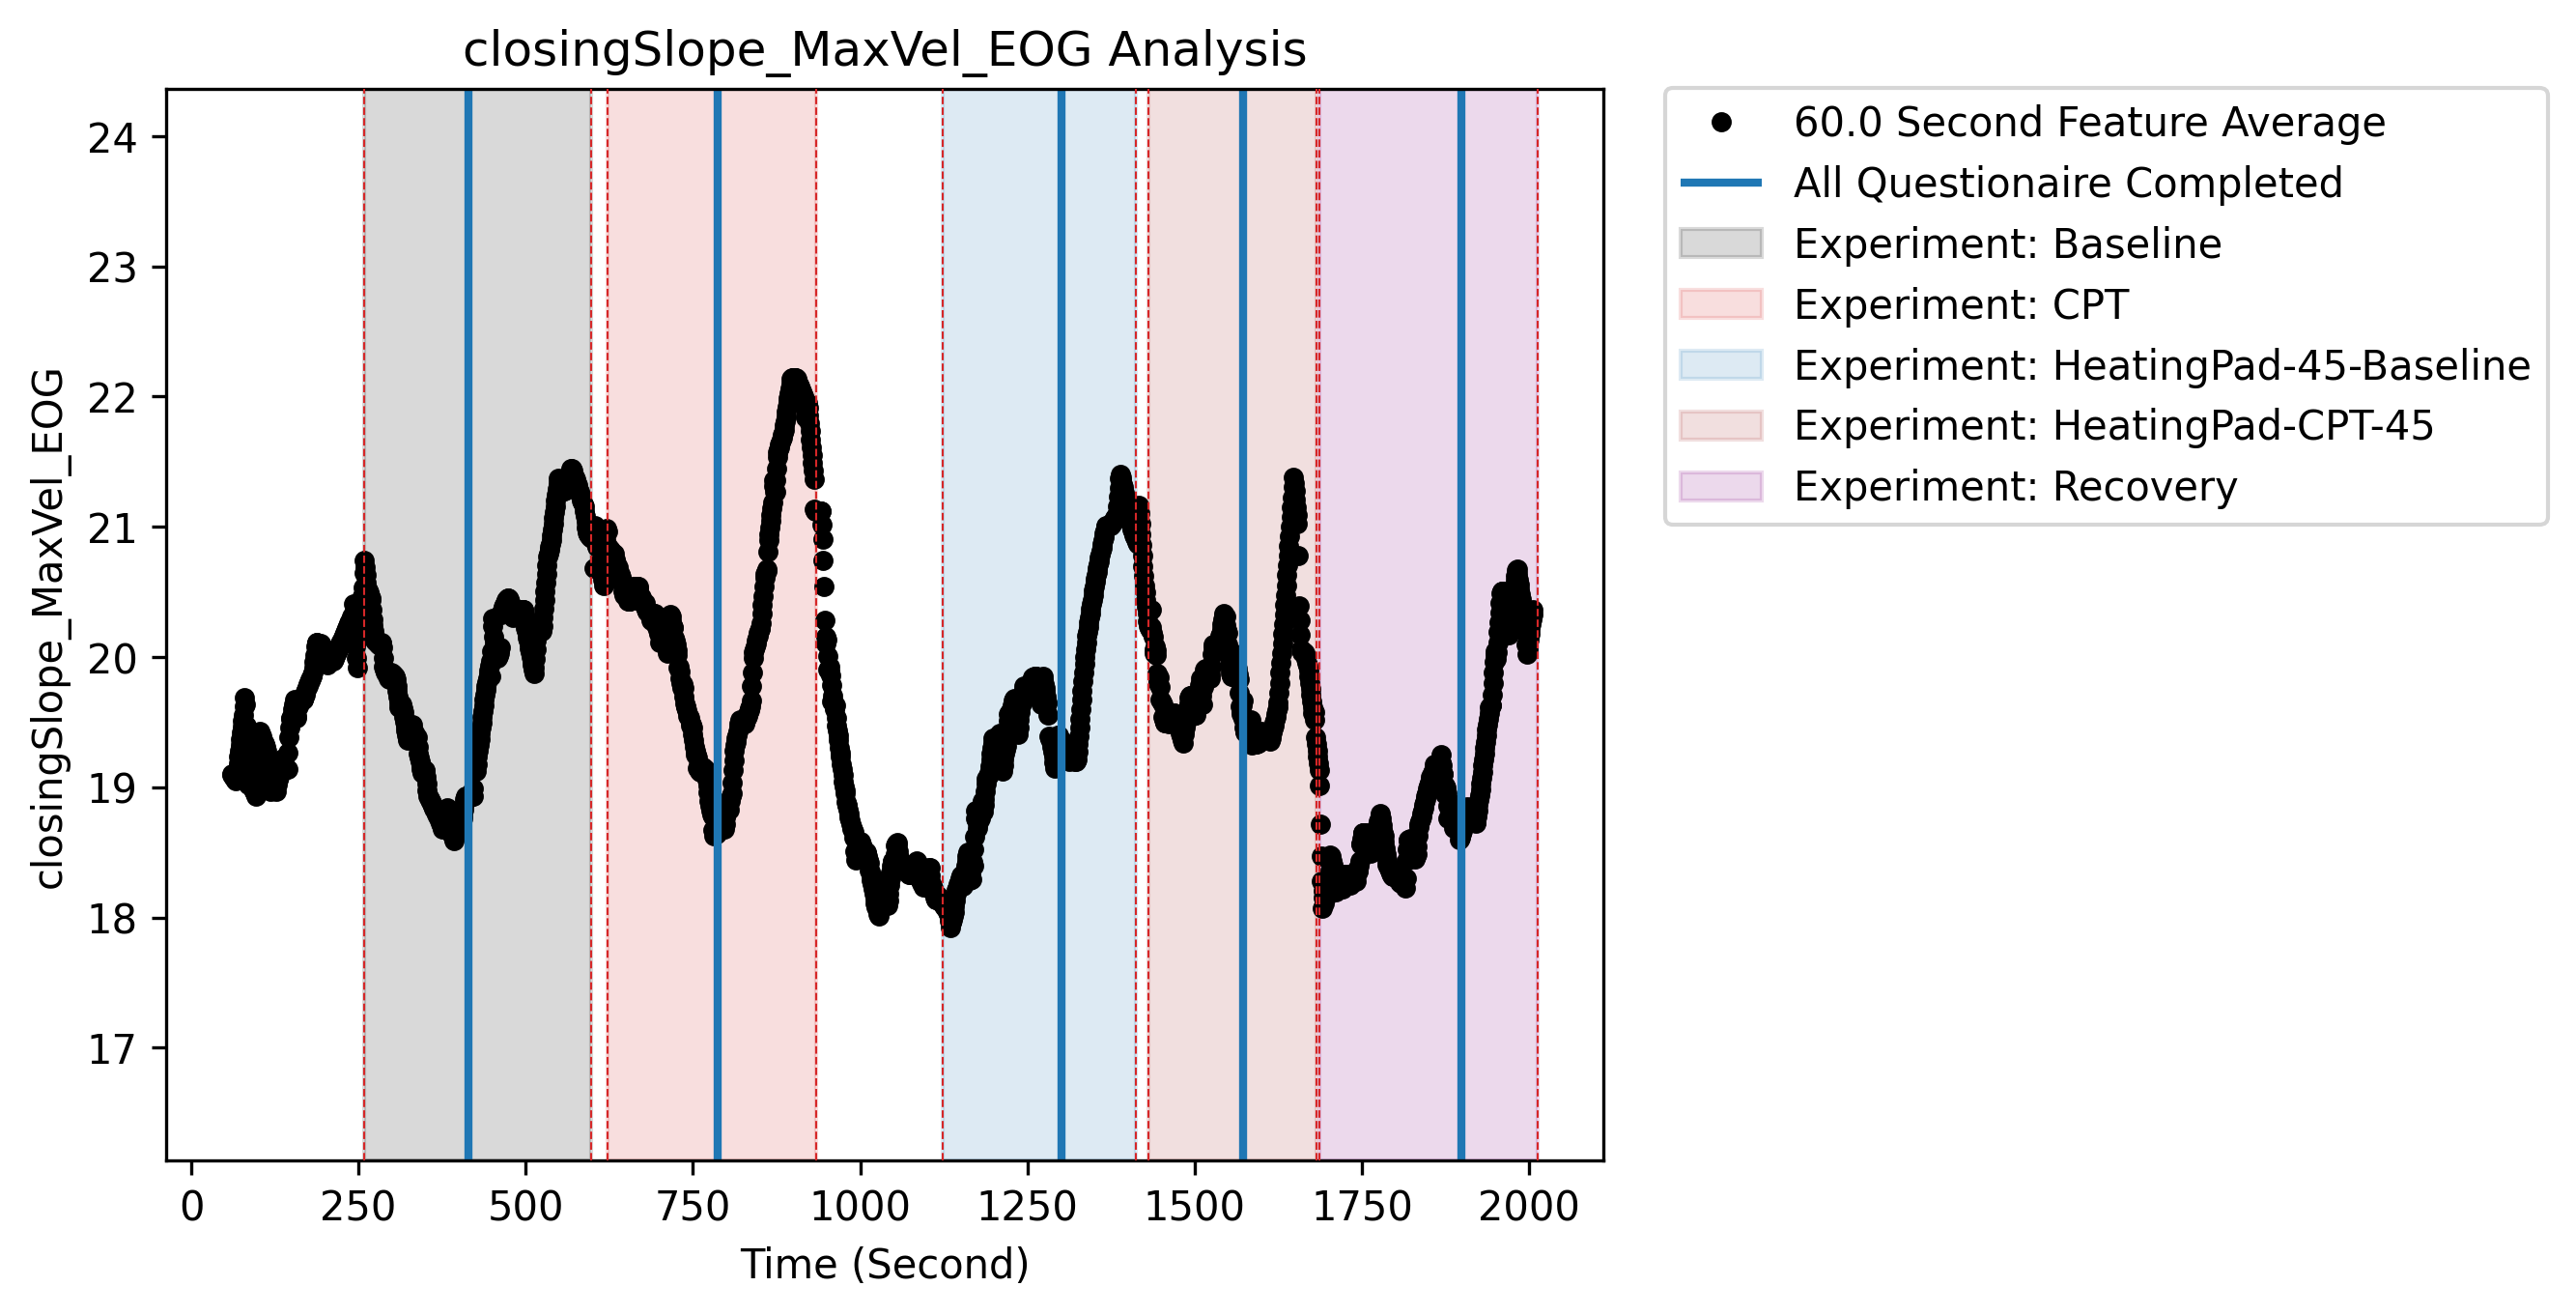 closingSlope_MaxVel_EOG Analysis
closingSlope_MaxVel_EOG
24
23
22
21
20
19
18
17
0 250 500 750 1000 1250 1500 1750 2000
Time (Second)
60.0 Second Feature Average
All Questionaire Completed
Experiment: Baseline
Experiment: CPT
Experiment: HeatingPad-45-Baseline
Experiment: HeatingPad-CPT-45
Experiment: Recovery